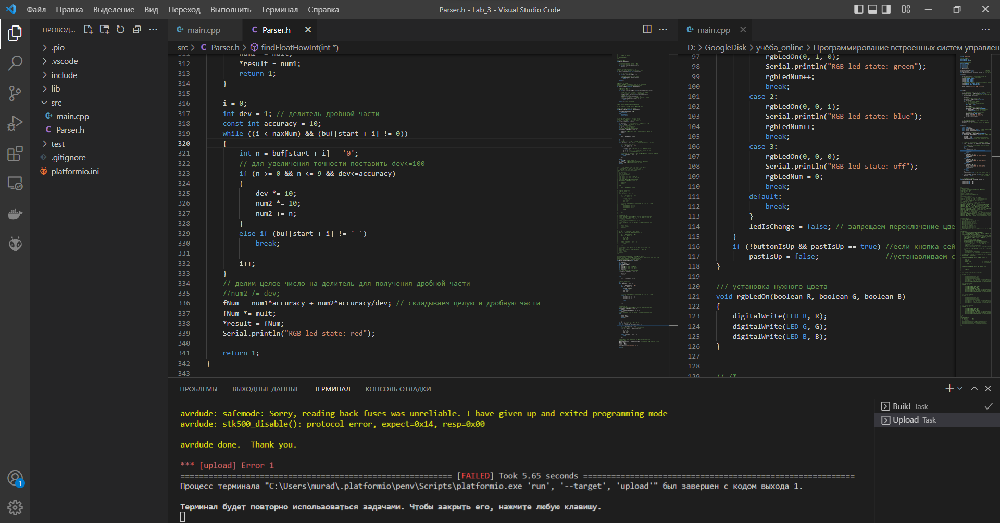 Файл Правка Выделение Вид Переход Выполнить Терминал Справка
Parser.h - Lab_3 - Visual Studio Code
ПРОВОД...
.pio
.vscode
include
lib
src
main.cpp
Parser.h
test
.gitignore
platformio.ini
1
main.cpp
Parser.h
src > Parser.h > findFloatHowInt(int *)
311 num1 *= mult;
312 *result = num1;
313 return 1;
314 }
315
316 i = 0;
317 int dev = 1; // делитель дробной части
318 const int accuracy = 10;
319 while ((i < naxNum) && (buf[start + i] != 0))
320 {
321 int n = buf[start + i] - '0';
322 // для увеличения точности поставить dev<=100
323 if (n >= 0 && n <= 9 && dev<=accuracy)
324 {
325 dev *= 10;
326 num2 *= 10;
327 num2 += n;
328 }
329 else if (buf[start + i] != ' ')
330 break;
331
332 i++;
333 }
334 // делим целое число на делитель для получения дробной части
335 //num2 /= dev;
336 fNum = num1*accuracy + num2*accuracy/dev; // складываем целую и дробную части
337 fNum *= mult;
338 *result = fNum;
339 Serial.println("RGB led state: red");
340
341 return 1;
342 }
343
main.cpp
D: > GoogleDisk > учёба_online > Программирование встроенных систем управлен
97 rgbLedOn(0, 1, 0);
98 Serial.println("RGB led state: green");
99 rgbLedNum++;
100 break;
101 case 2:
102 rgbLedOn(0, 0, 1);
103 Serial.println("RGB led state: blue");
104 rgbLedNum++;
105 break;
106 case 3:
107 rgbLedOn(0, 0, 0);
108 Serial.println("RGB led state: off");
109 rgbLedNum = 0;
110 break;
111 default:
112 break;
113 }
114 ledIsChange = false; // запрещаем переключение цве
115 }
116 if (!buttonIsUp && pastIsUp == true) //если кнопка сей
117 pastIsUp = false; //устанавливаем с
118 }
119
120 /// установка нужного цвета
121 void rgbLedOn(boolean R, boolean G, boolean B)
122 {
123 digitalWrite(LED_R, R);
124 digitalWrite(LED_G, G);
125 digitalWrite(LED_B, B);
126 }
127
128
129 // /*
ПРОБЛЕМЫ ВЫХОДНЫЕ ДАННЫЕ ТЕРМИНАЛ КОНСОЛЬ ОТЛАДКИ
avrdude: safemode: Sorry, reading back fuses was unreliable. I have given up and exited programming mode
avrdude: stk500_disable(): protocol error, expect=0x14, resp=0x00
avrdude done.  Thank you.
*** [upload] Error 1
========================================================== [FAILED] Took 5.65 seconds ==========================================================
Процесс терминала "C:\Users\murad\.platformio\penv\Scripts\platformio.exe 'run', '--target', 'upload'" был завершен с кодом выхода 1.
Терминал будет повторно использоваться задачами. Чтобы закрыть его, нажмите любую клавишу.
Build Task
Upload Task